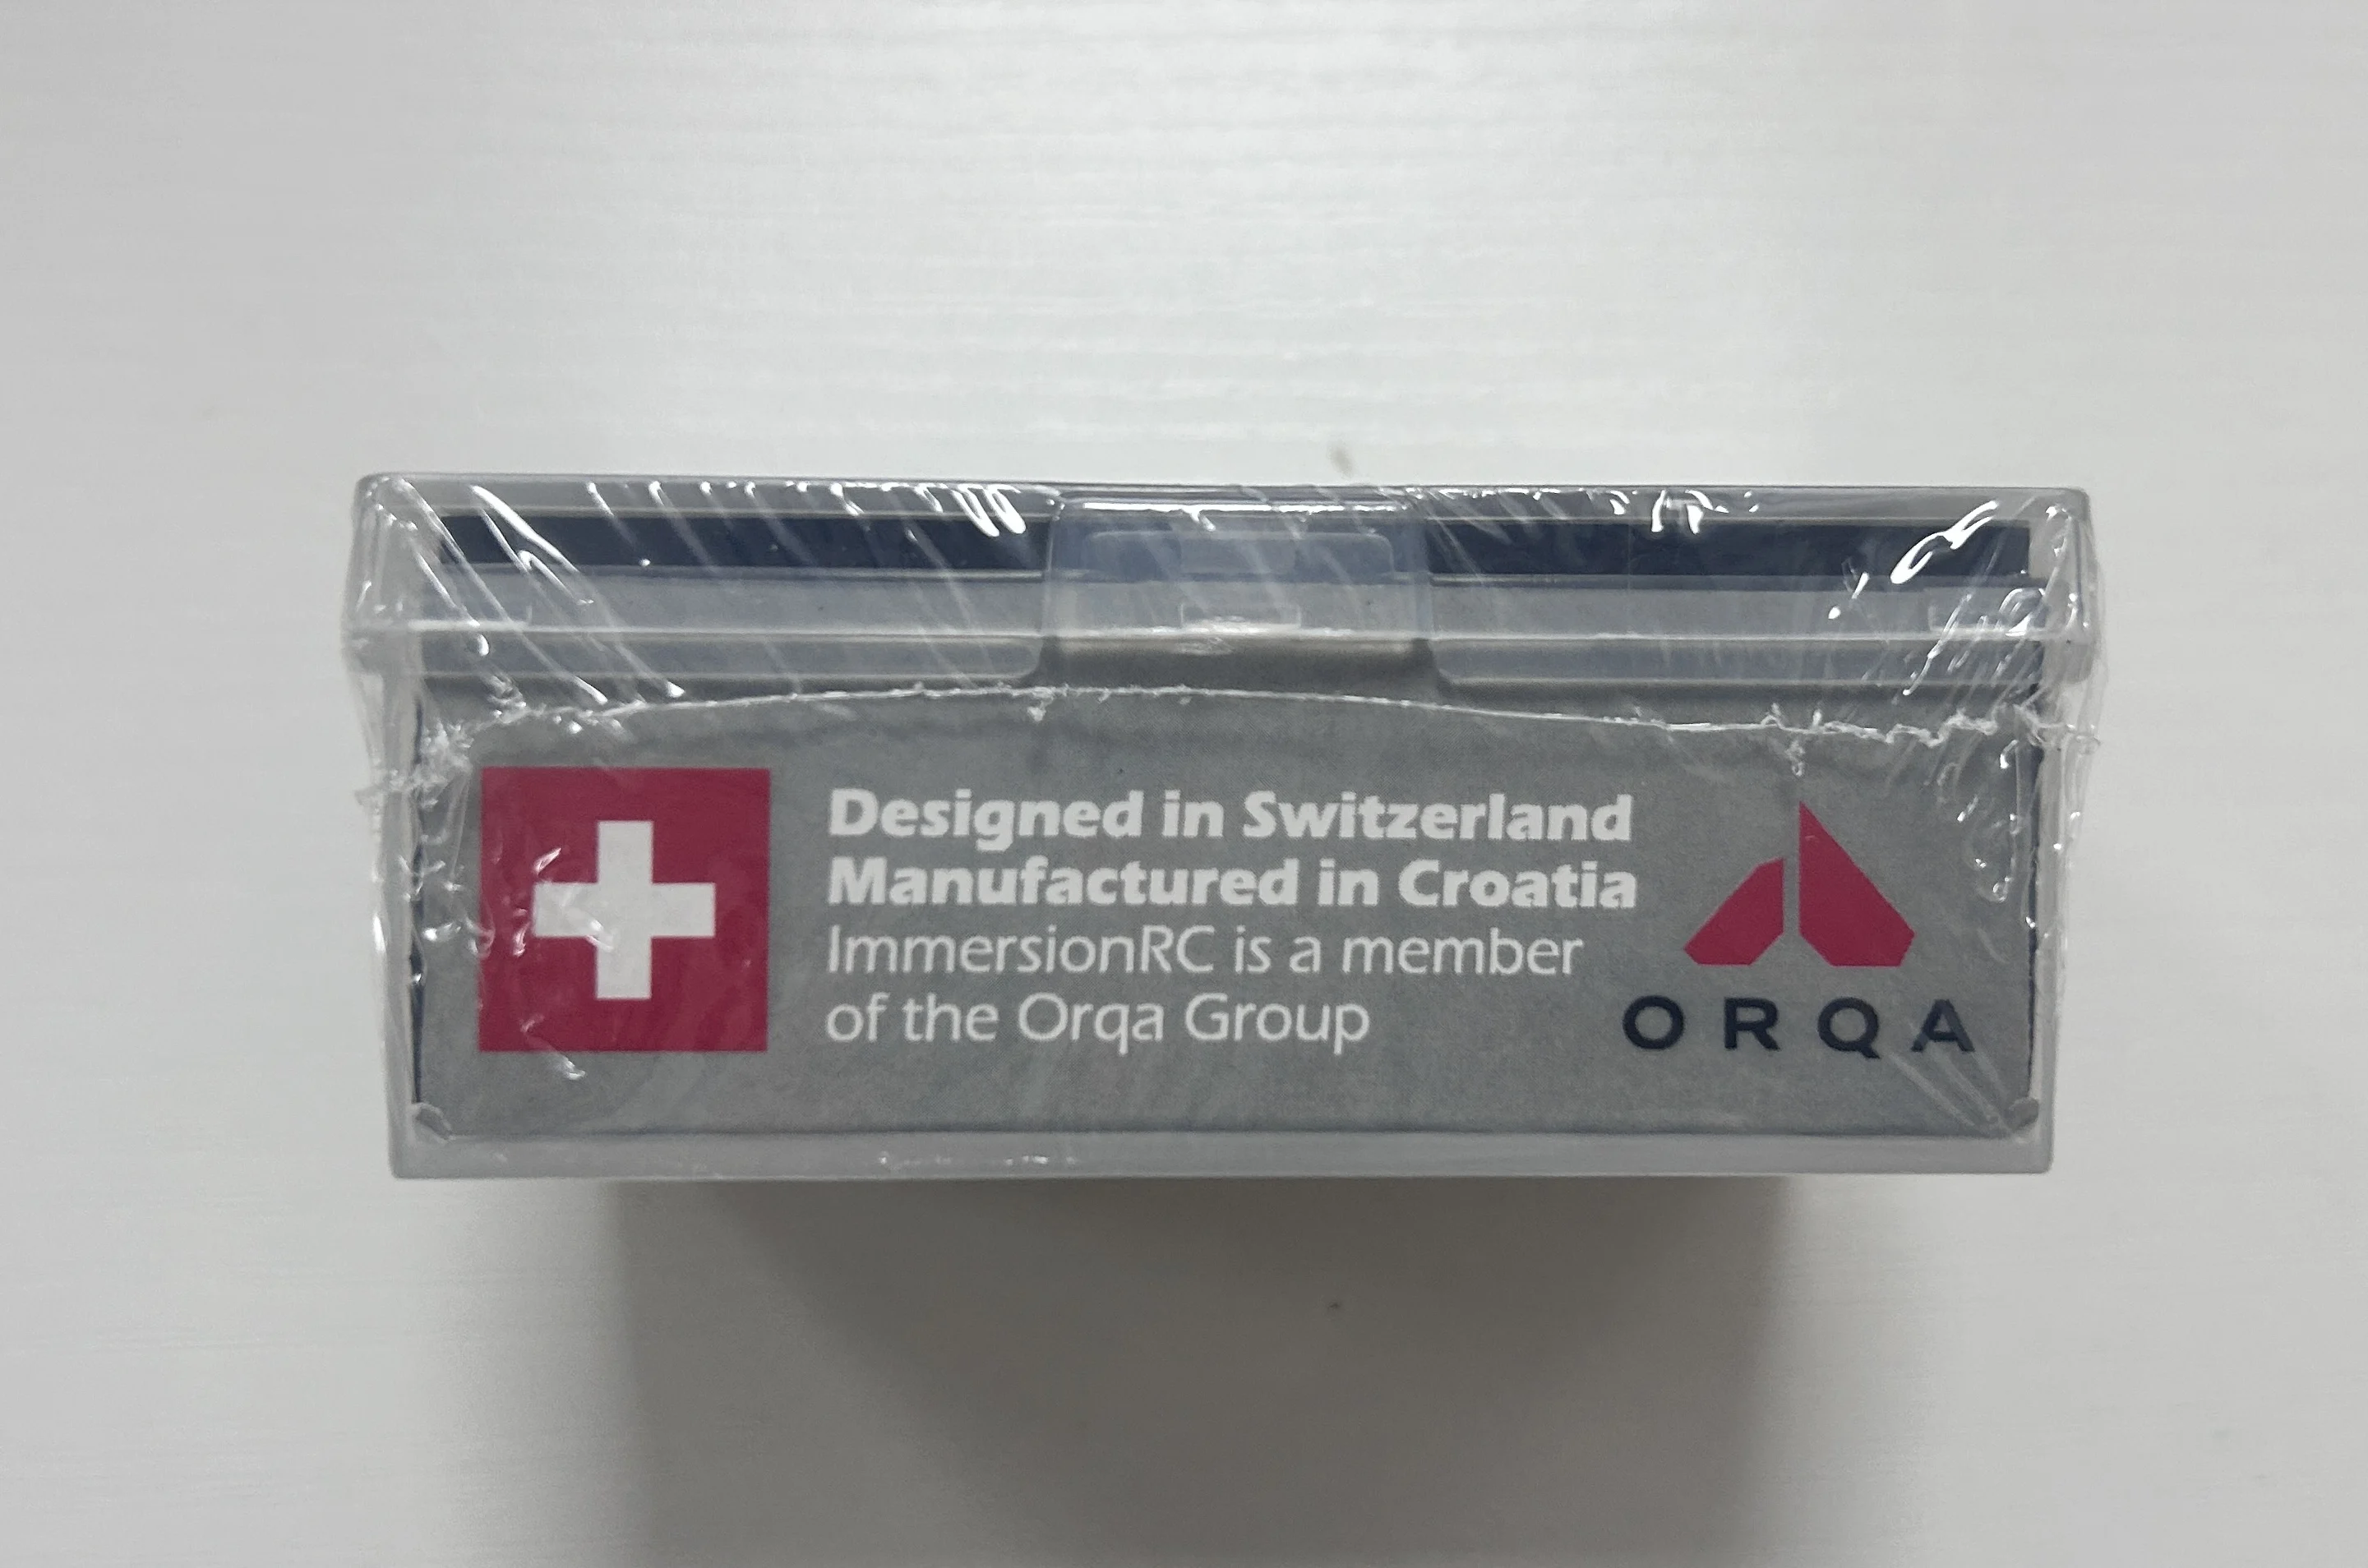 Designed in Switzerland
Manufactured in Croatia
ImmersionRC is a member
of the Orqa Group
ORQA